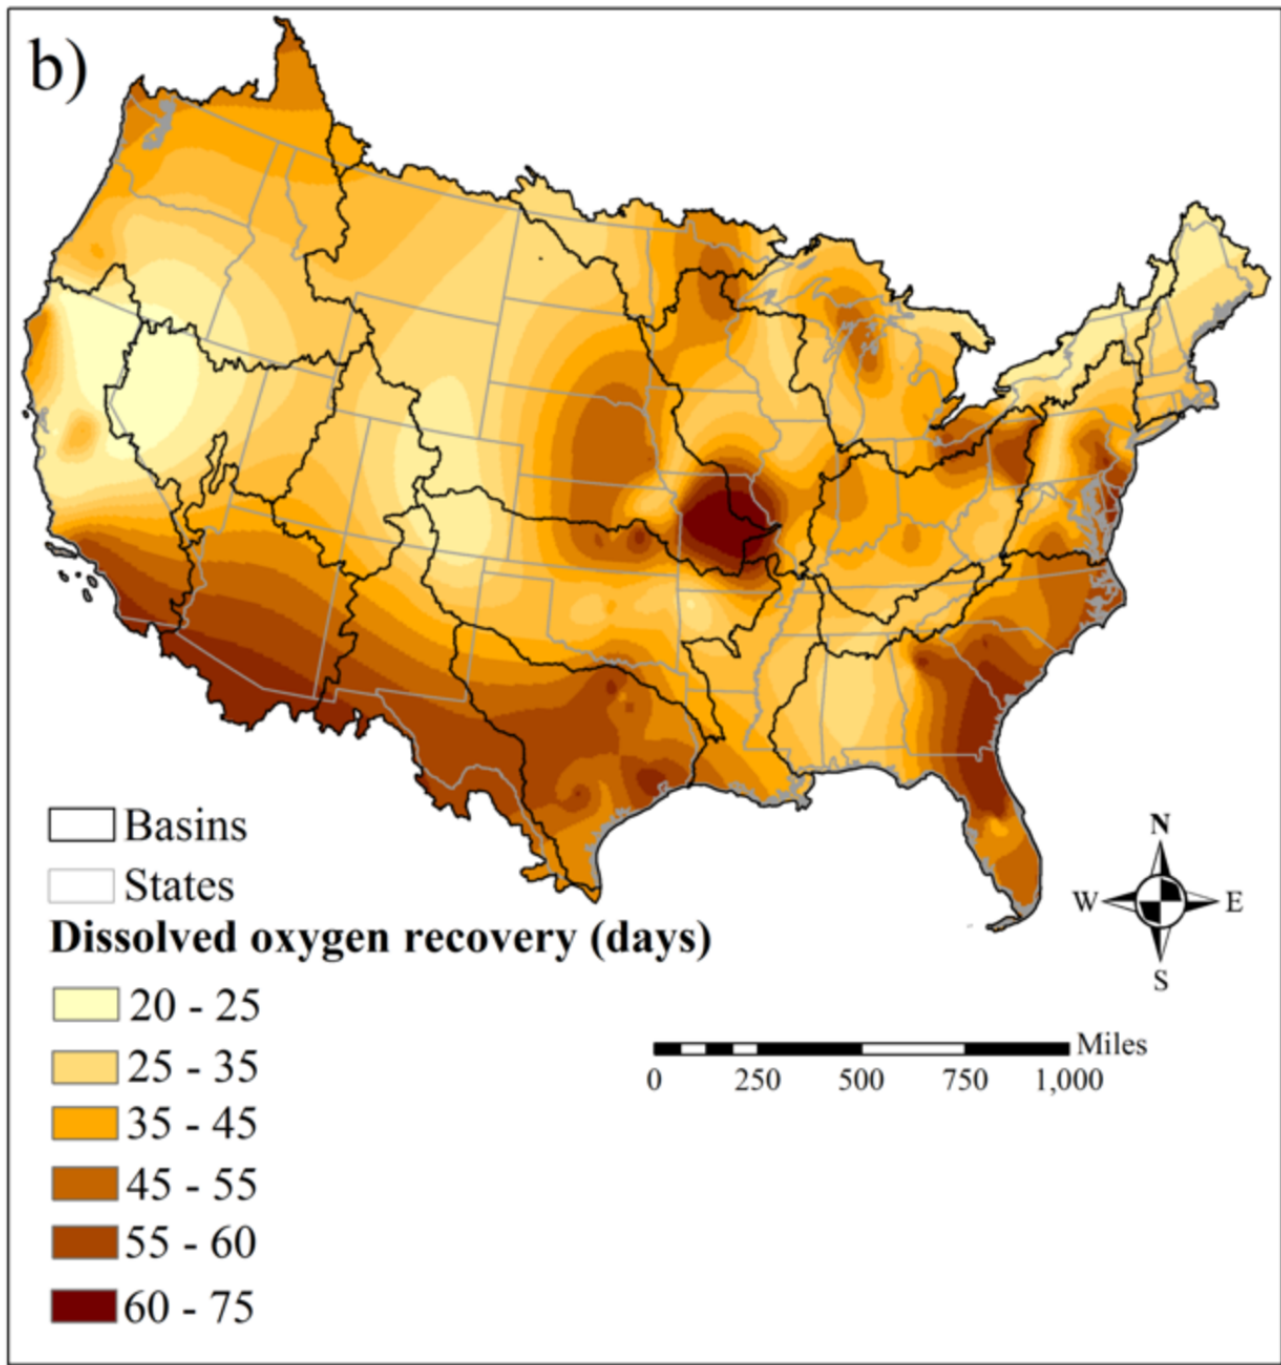 b)
Basins
States
Dissolved oxygen recovery (days)
20 - 25
25 - 35
35 - 45
45 - 55
55 - 60
60 - 75
N
W E
S
Miles
0 250 500 750 1,000